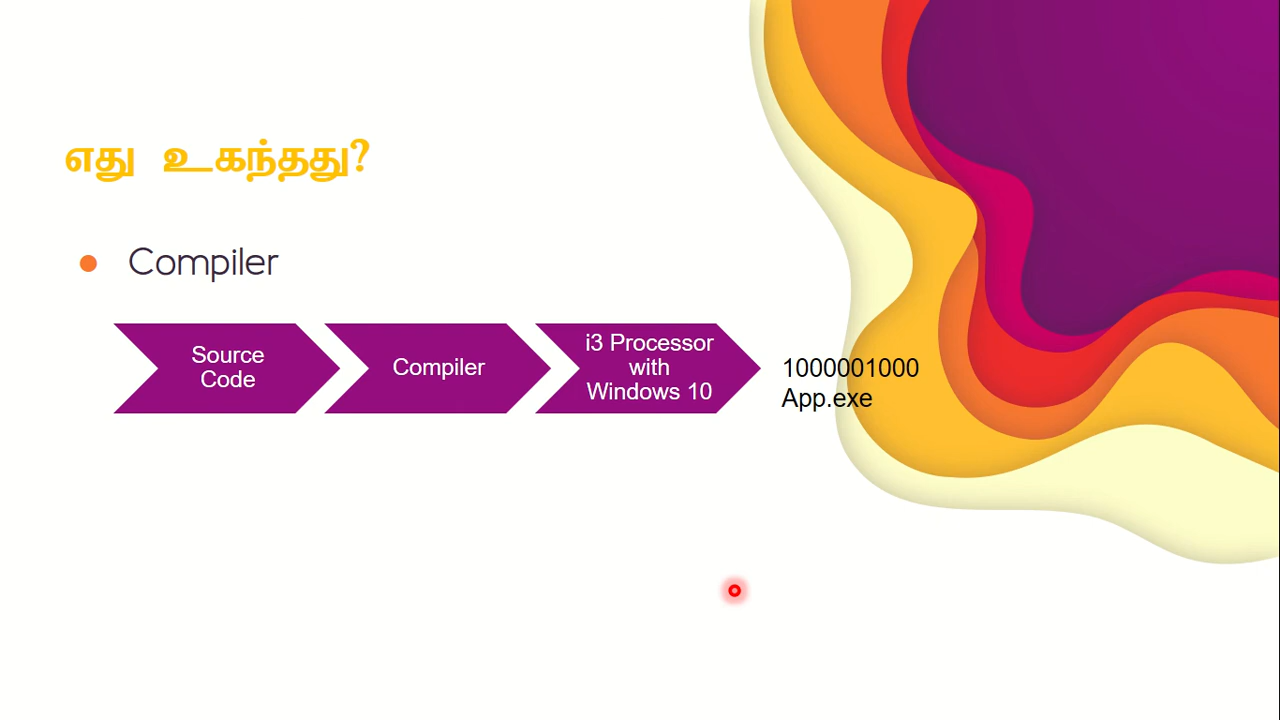 எது உகந்தது?
Compiler
Source
Code
Compiler
i3 Processor
with
Windows 10
1000001000
App.exe